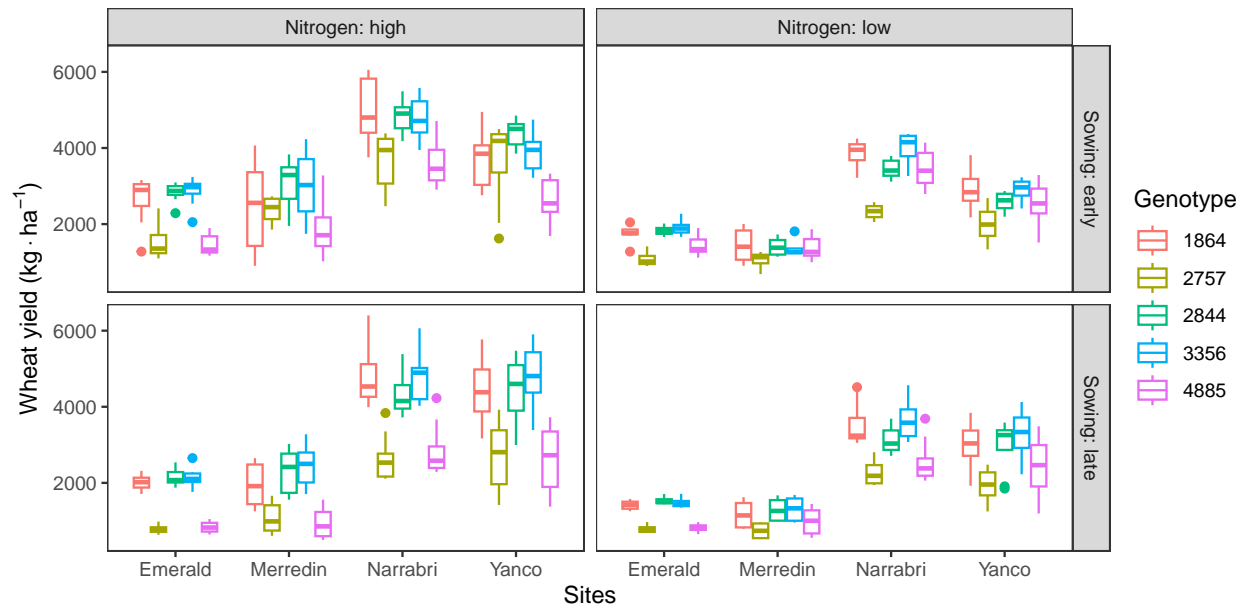 Nitrogen: high
Nitrogen: low
Sowing: early
Sowing: late
Wheat yield (kg · ha⁻¹)
6000
4000
2000
6000
4000
2000
Emerald Merredin Narrabri Yanco
Emerald Merredin Narrabri Yanco
Sites
Genotype
1864
2757
2844
3356
4885